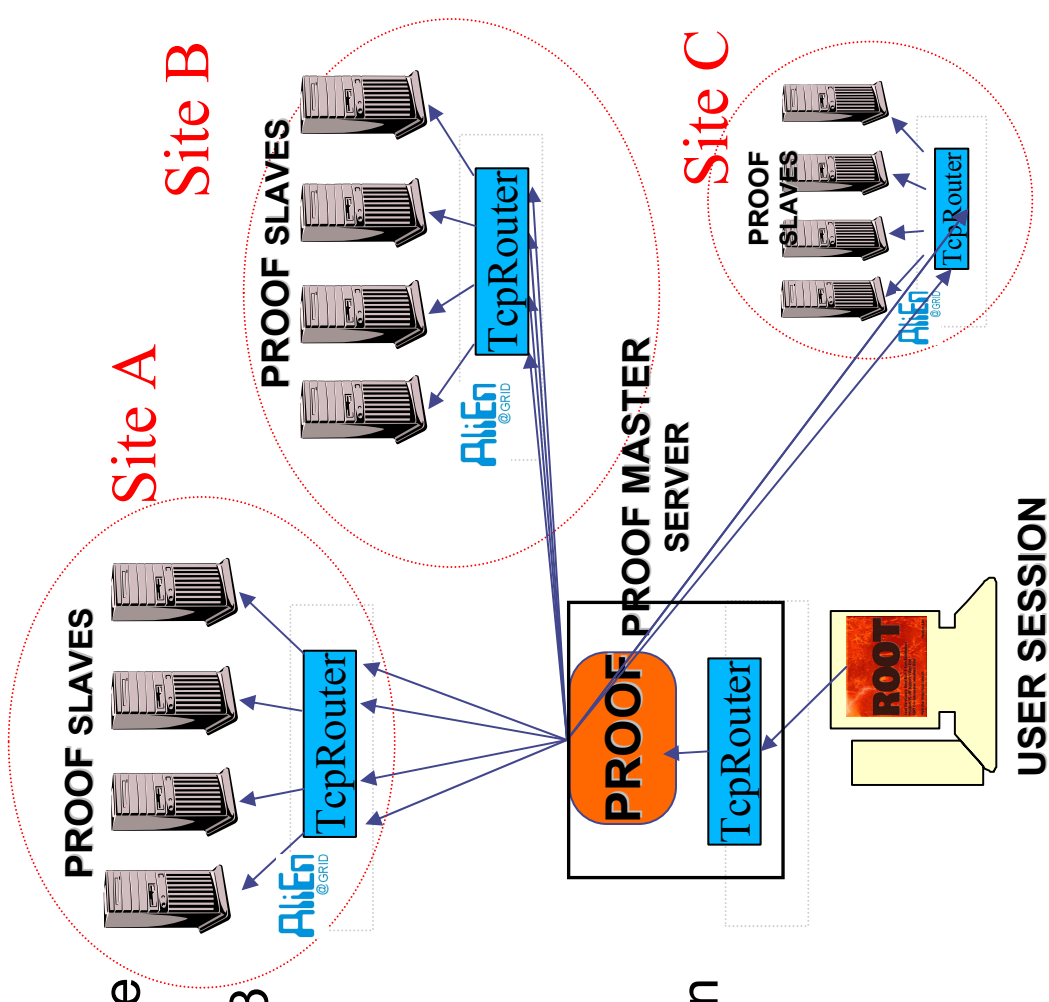 Site A
PROOF SLAVES
TcpRouter
AliEn
@GRID
Site B
PROOF SLAVES
TcpRouter
AliEn
@GRID
Site C
PROOF
SLAVES
TcpRouter
AliEn
@GRID
PROOF MASTER
SERVER
PROOF
TcpRouter
ROOT
USER SESSION
e
3
n